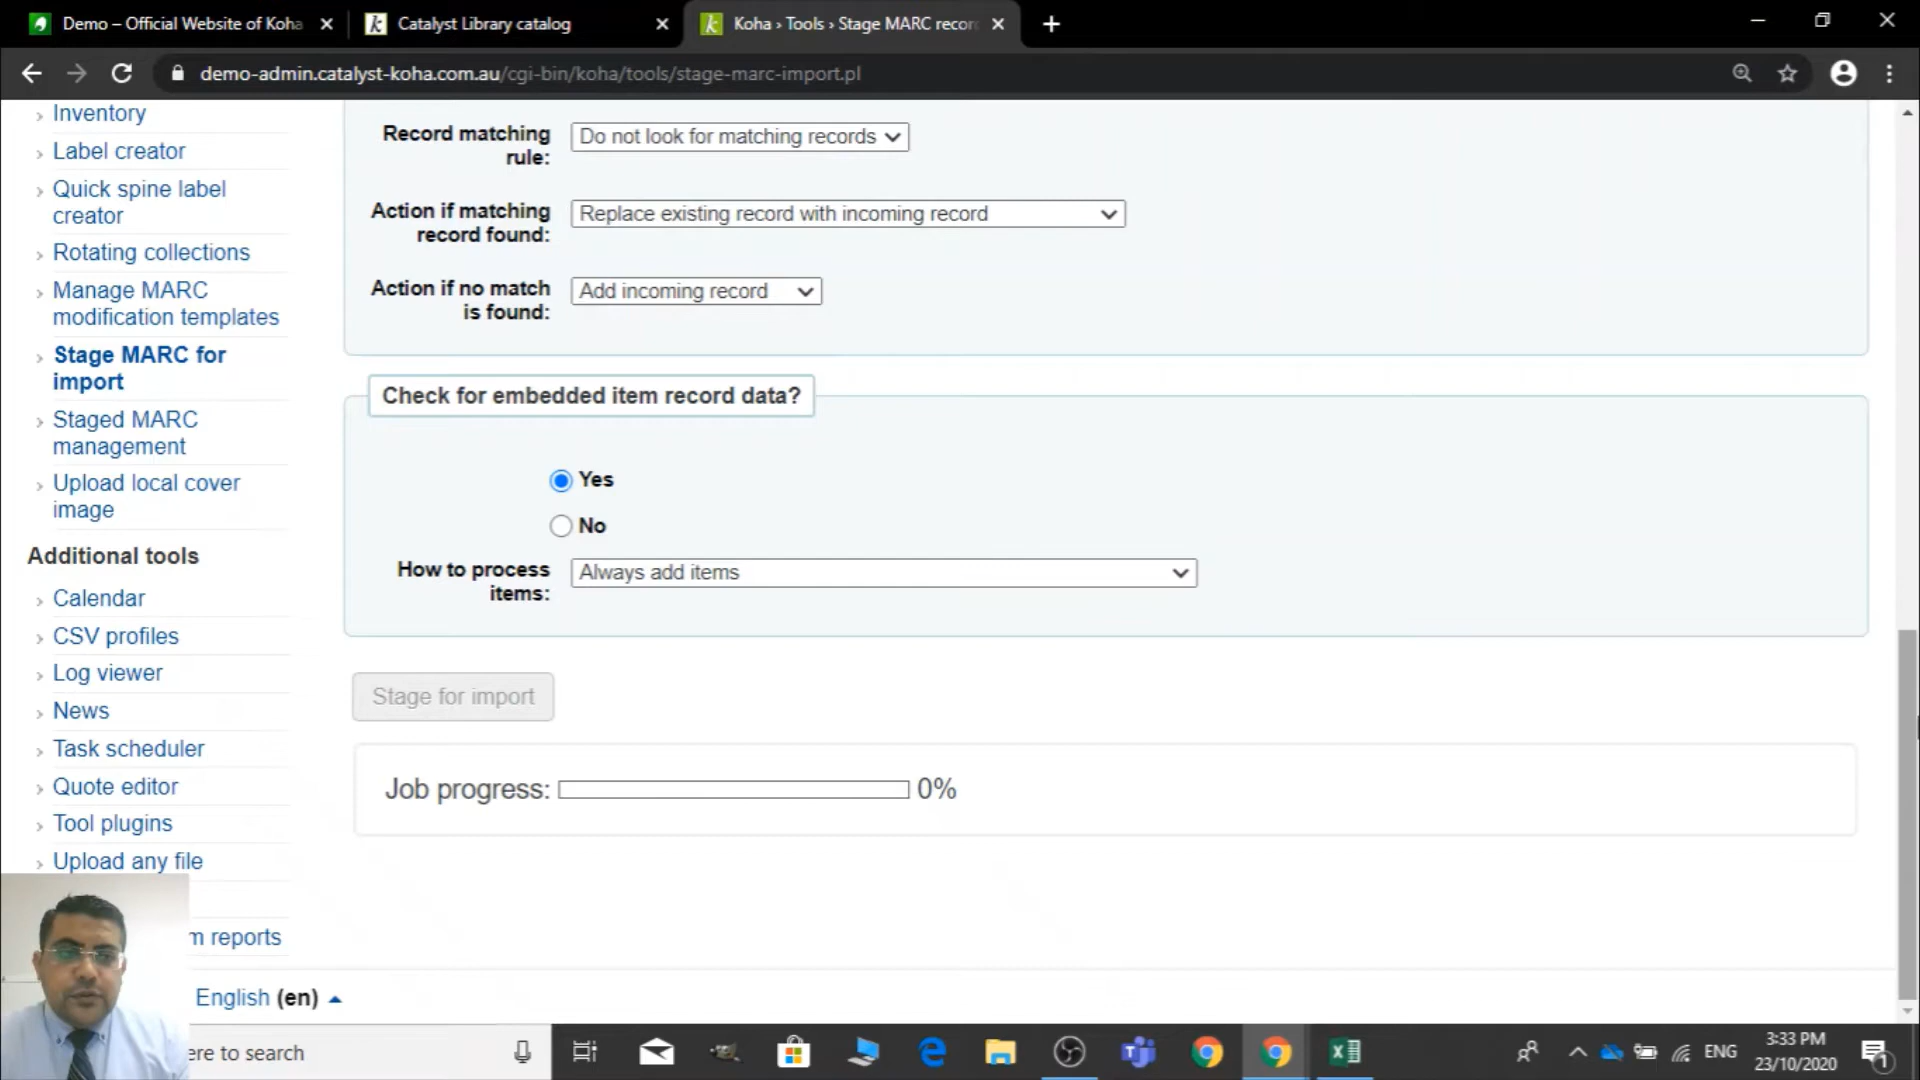 Demo – Official Website of Koha
Catalyst Library catalog
Koha › Tools › Stage MARC recor
demo-admin.catalyst-koha.com.au/cgi-bin/koha/tools/stage-marc-import.pl
Inventory
Label creator
Quick spine label
creator
Rotating collections
Manage MARC
modification templates
Stage MARC for
import
Staged MARC
management
Upload local cover
image
Additional tools
Calendar
CSV profiles
Log viewer
News
Task scheduler
Quote editor
Tool plugins
Upload any file
m reports
English (en)
Record matching
rule:
Do not look for matching records
Action if matching
record found:
Replace existing record with incoming record
Action if no match
is found:
Add incoming record
Check for embedded item record data?
Yes
No
How to process
items:
Always add items
Stage for import
Job progress: 0%
ere to search
ENG
3:33 PM
23/10/2020
1